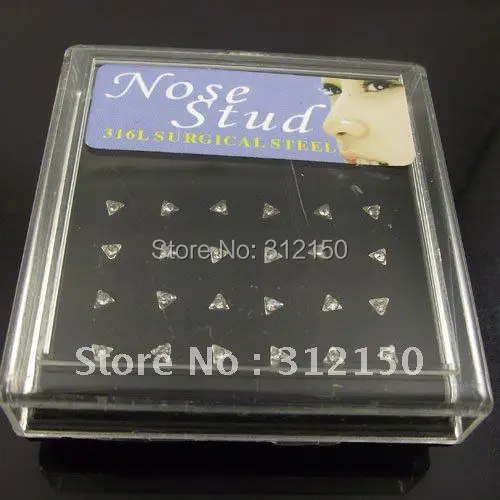 Nose
Stud
316L SURGICAL STEEL
Store No: 312150
Store No : 312150